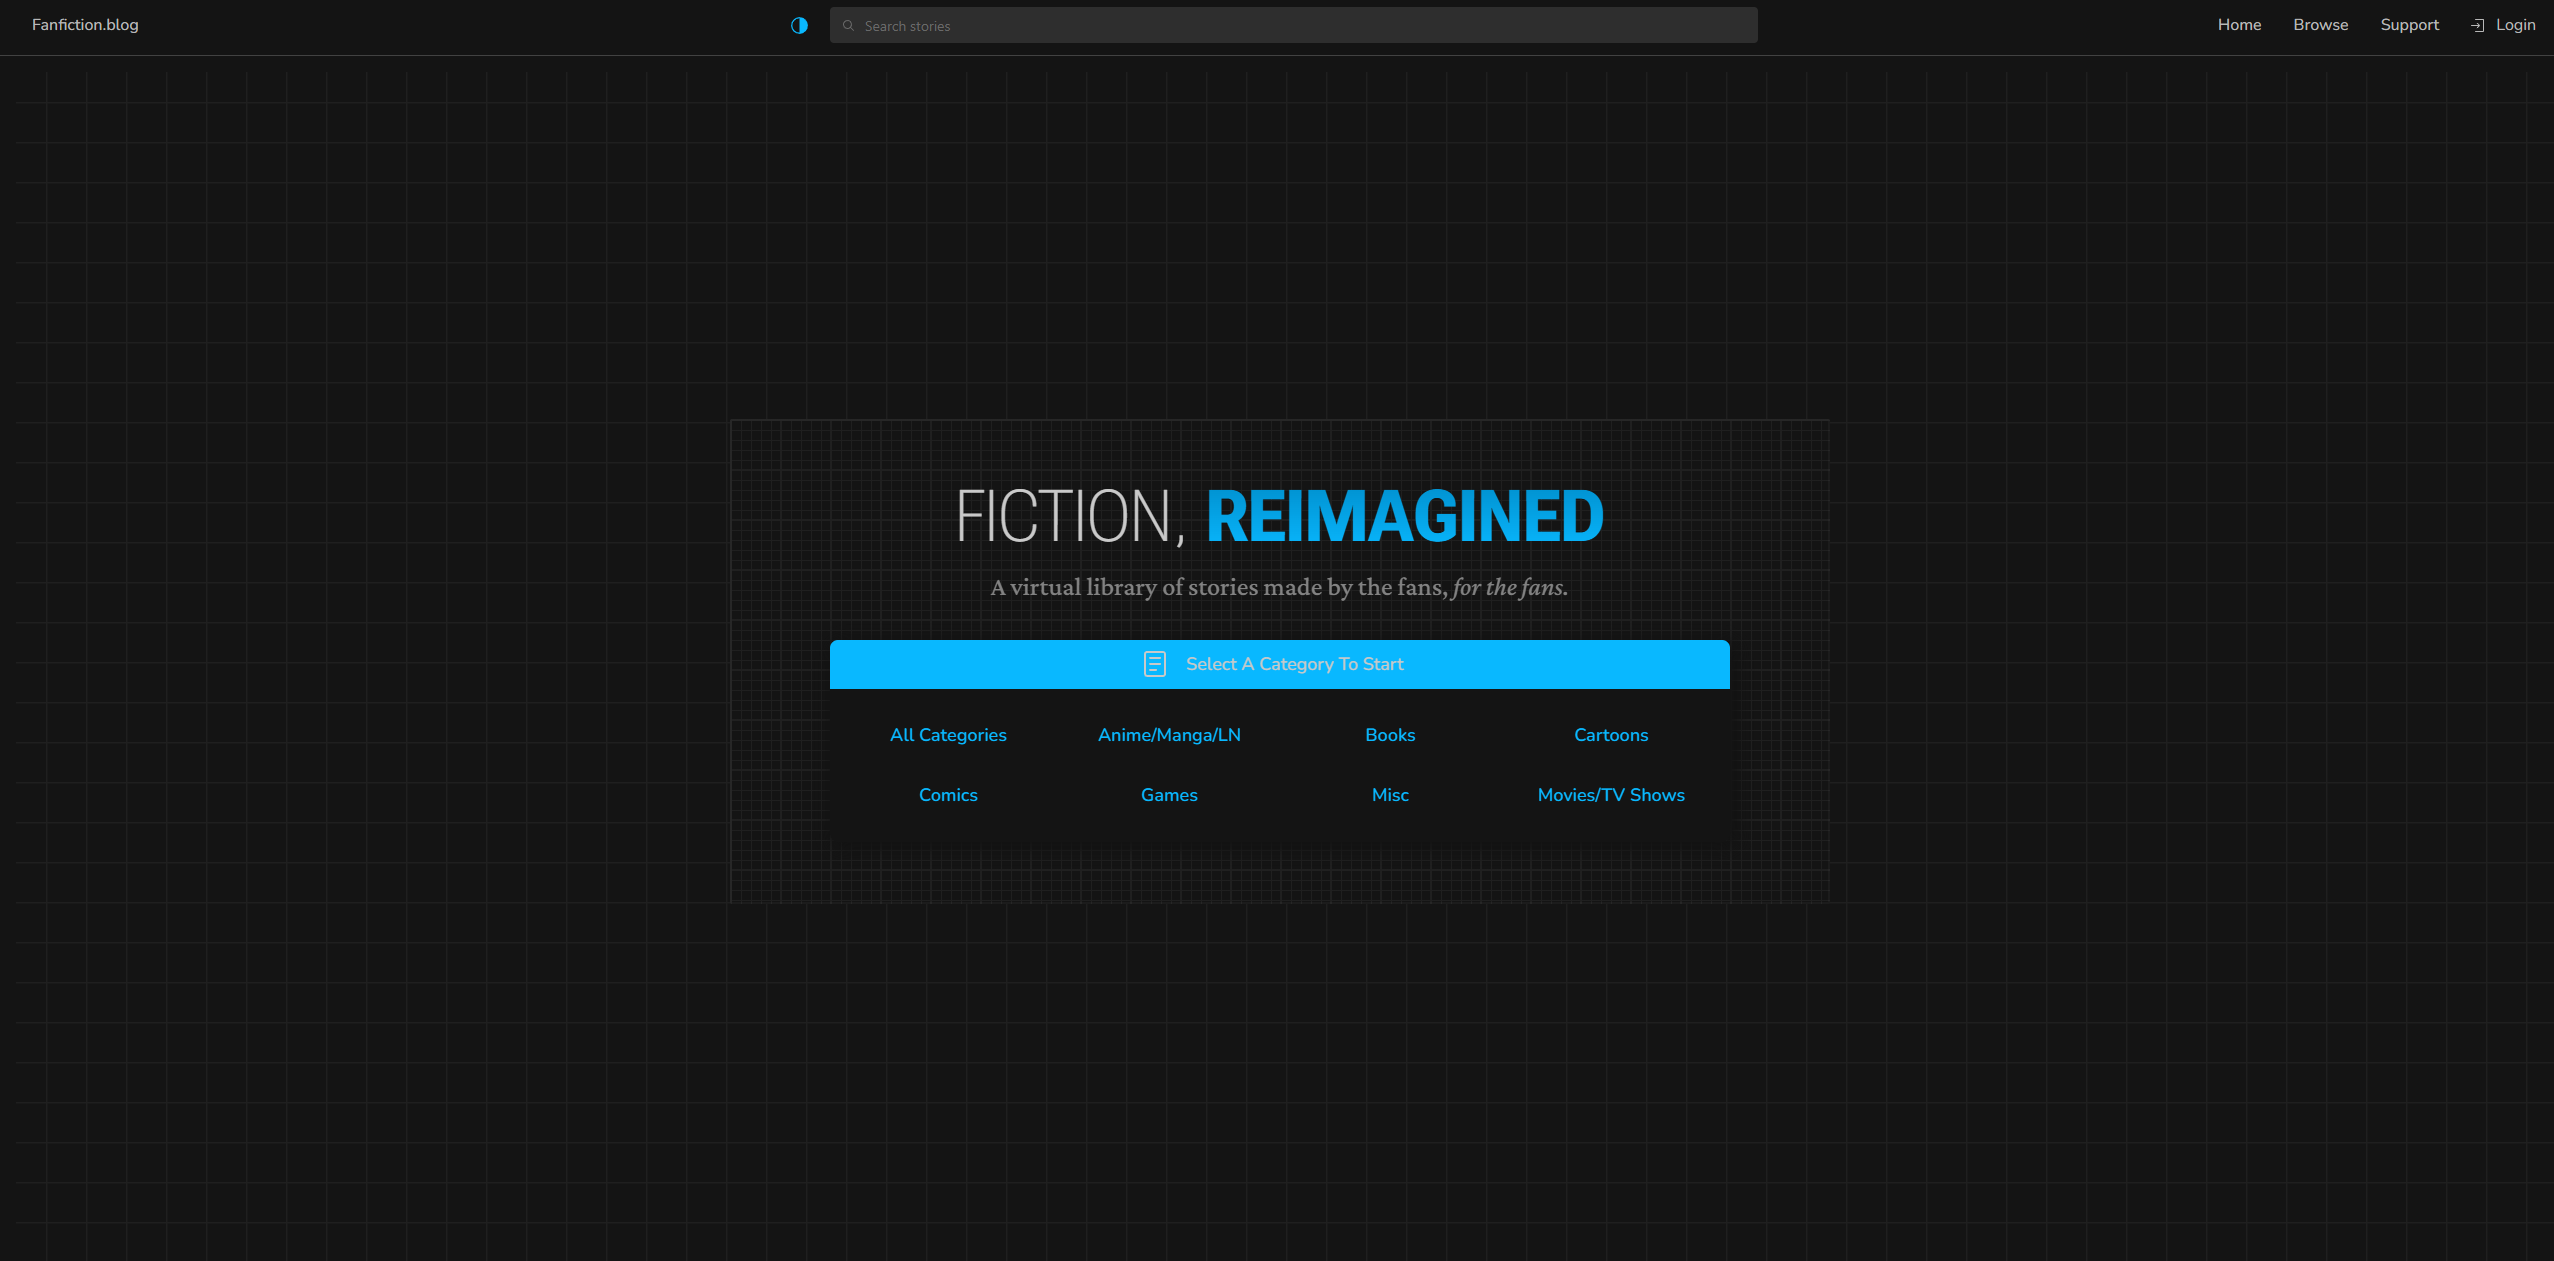 Fanfiction.blog
Search stories
Home
Browse
Support
Login
FICTION, REIMAGINED
A virtual library of stories made by the fans, for the fans.
Select A Category To Start
All Categories
Anime/Manga/LN
Books
Cartoons
Comics
Games
Misc
Movies/TV Shows